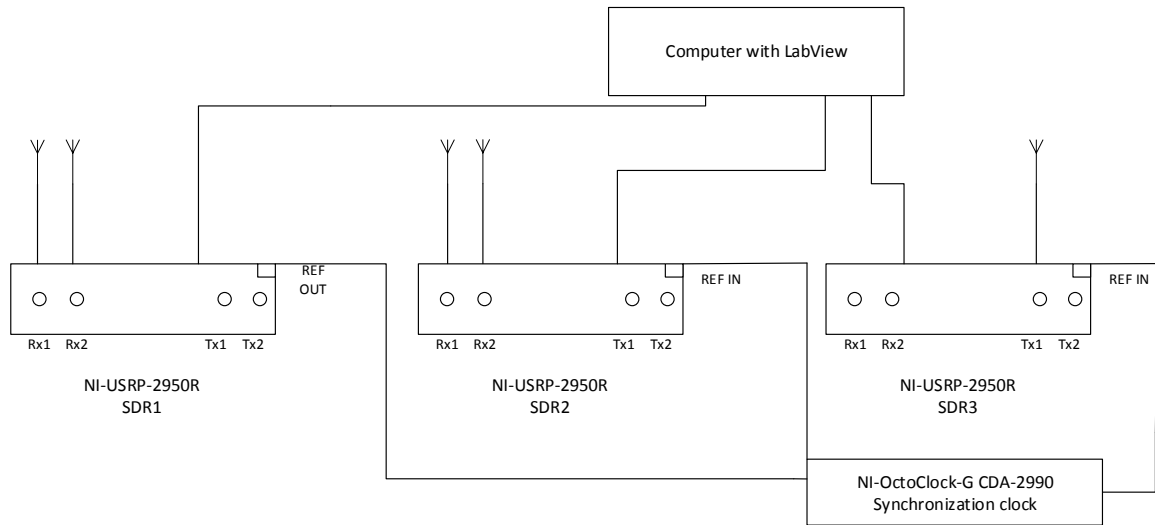 Computer with LabView
REF
OUT
REF IN
REF IN
Rx1 Rx2 Tx1 Tx2
Rx1 Rx2 Tx1 Tx2
Rx1 Rx2 Tx1 Tx2
NI-USRP-2950R
SDR1
NI-USRP-2950R
SDR2
NI-USRP-2950R
SDR3
NI-OctoClock-G CDA-2990
Synchronization clock